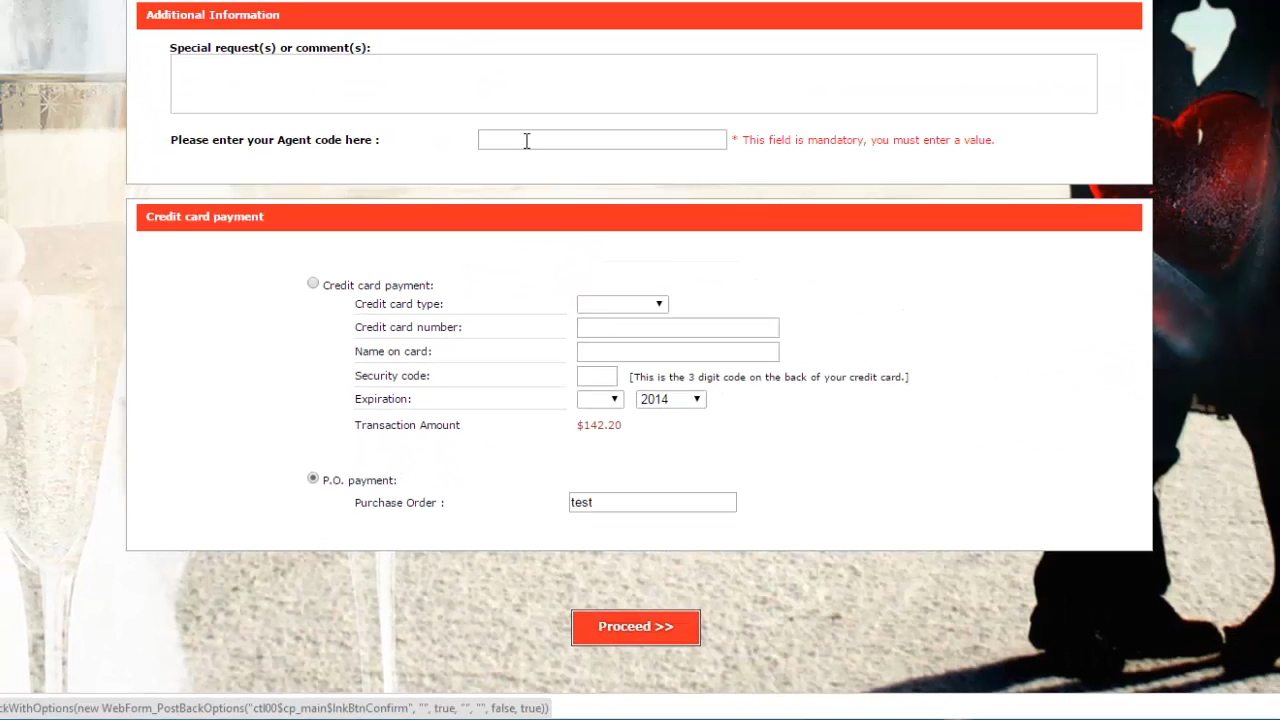 Additional Information
Special request(s) or comment(s):
Please enter your Agent code here :
* This field is mandatory, you must enter a value.
Credit card payment
Credit card payment:
Credit card type:
Credit card number:
Name on card:
Security code:
[This is the 3 digit code on the back of your credit card.]
Expiration:
2014
Transaction Amount
$142.20
P.O. payment:
Purchase Order :
test
Proceed >>
ckWithOptions(new WebForm_PostBackOptions("ctl00$cp_main$lnkBtnConfirm", "", true, "", "", false, true))